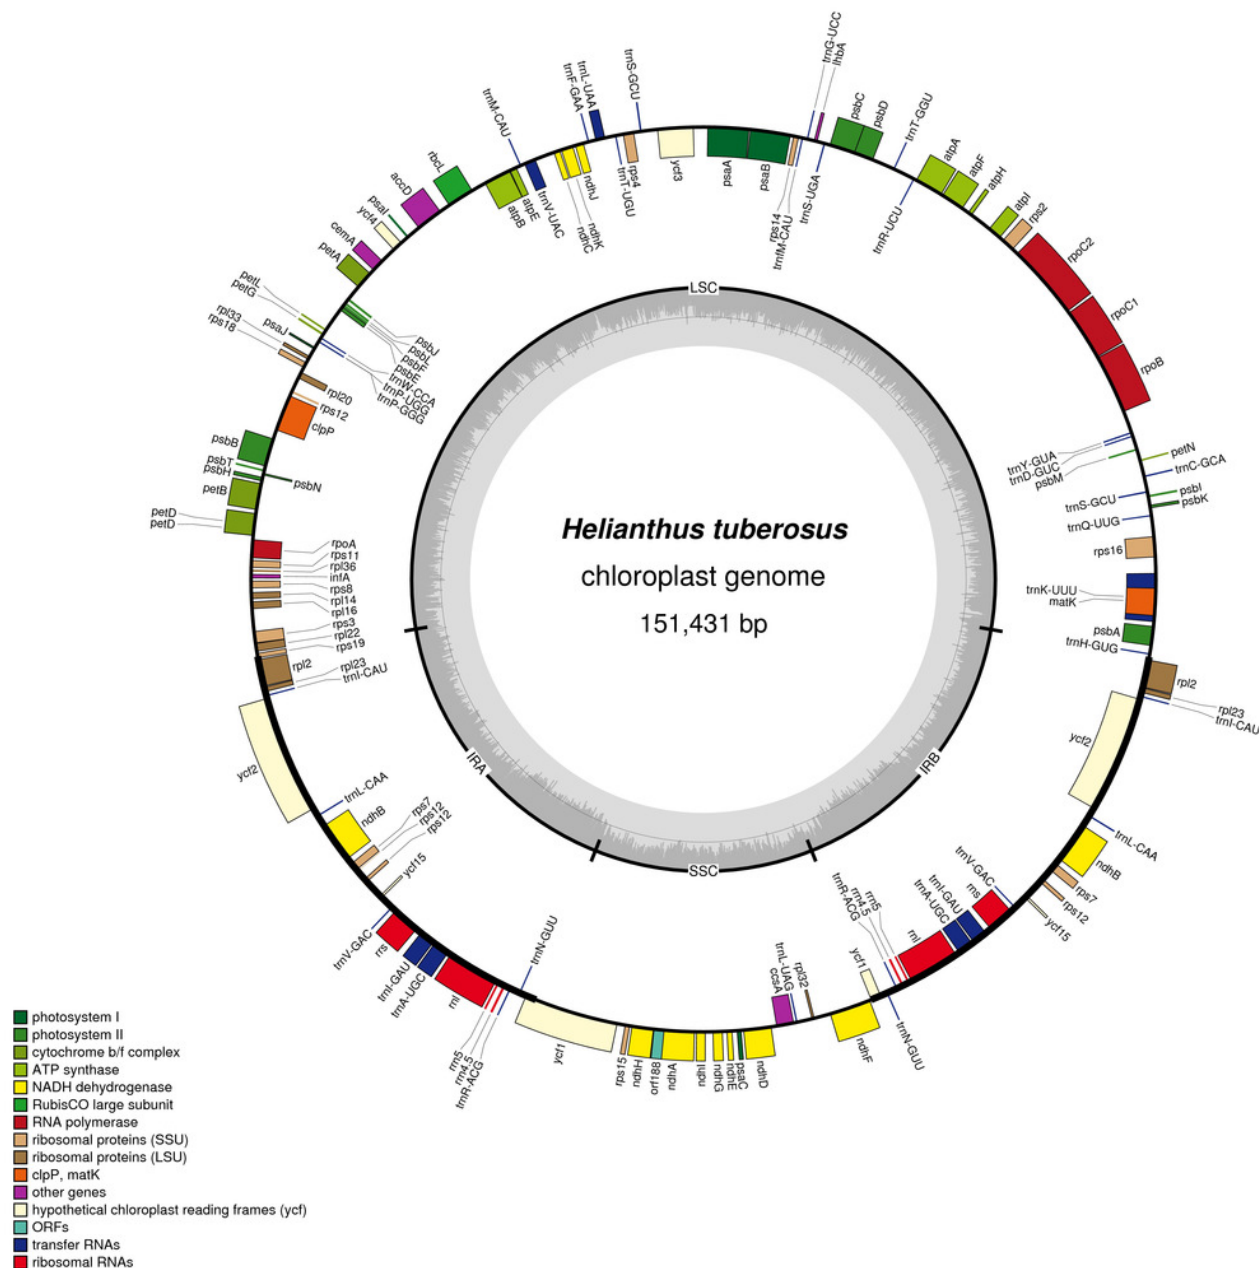 Helianthus tuberosus
chloroplast genome
151,431 bp
LSC
IRB
SSC
IRA
trnG-UCC
lhbA
psbC
psbD
trnT-GGU
atpA
atpF
atpH
atpI
rps2
rpoC2
rpoC1
rpoB
petN
trnC-GCA
psbI
psbK
rpl2
rpl23
trnI-CAU
trnL-CAA
ndhB
rps7
rps12
ycf15
trnN-GUU
ndhF
ndhD
psaC
ndhE
ndhG
ndhI
ndhA
orf188
ndhH
rps15
ycf1
trnR-ACG
rrn4.5
rrn5
rrnl
trnA-UGC
trnI-GAU
rrs
trnV-GAC
ycf2
petD
petD
petB
psbH
psbT
psbB
rps18
rpl33
psaJ
petG
petL
petA
cemA
ycf4
psaI
accD
rbcL
trnM-CAU
trnF-GAA
trnL-UAA
trnS-GCU
psaA
psaB
rps14
trnfM-CAU
trnS-UGA
trnR-UCU
trnY-GUA
trnD-GUC
psbM
trnS-GCU
trnQ-UUG
rps16
trnK-UUU
matK
psbA
trnH-GUG
ycf2
trnV-GAC
rns
trnI-GAU
trnA-UGC
rnl
rrn5
rrn4.5
trnR-ACG
ycf1
rpl32
trnL-UAG
ccsA
trnN-GUU
ycf15
rps12
rps12
rps7
ndhB
trnL-CAA
trnI-CAU
rpl23
rpl2
rps19
rpl22
rps3
rpl16
rpl14
rps8
infA
rpl36
rps11
rpoA
psbN
clpP
rps12
rpl20
trnP-GGG
trnP-UGG
trnW-CCA
psbE
psbF
psbL
psbJ
atpB
atpE
trnV-UAC
ndhC
ndhK
ndhJ
trnT-UGU
rps4
ycf3
photosystem I
photosystem II
cytochrome b/f complex
ATP synthase
NADH dehydrogenase
RubisCO large subunit
RNA polymerase
ribosomal proteins (SSU)
ribosomal proteins (LSU)
clpP, matK
other genes
hypothetical chloroplast reading frames (ycf)
ORFs
transfer RNAs
ribosomal RNAs